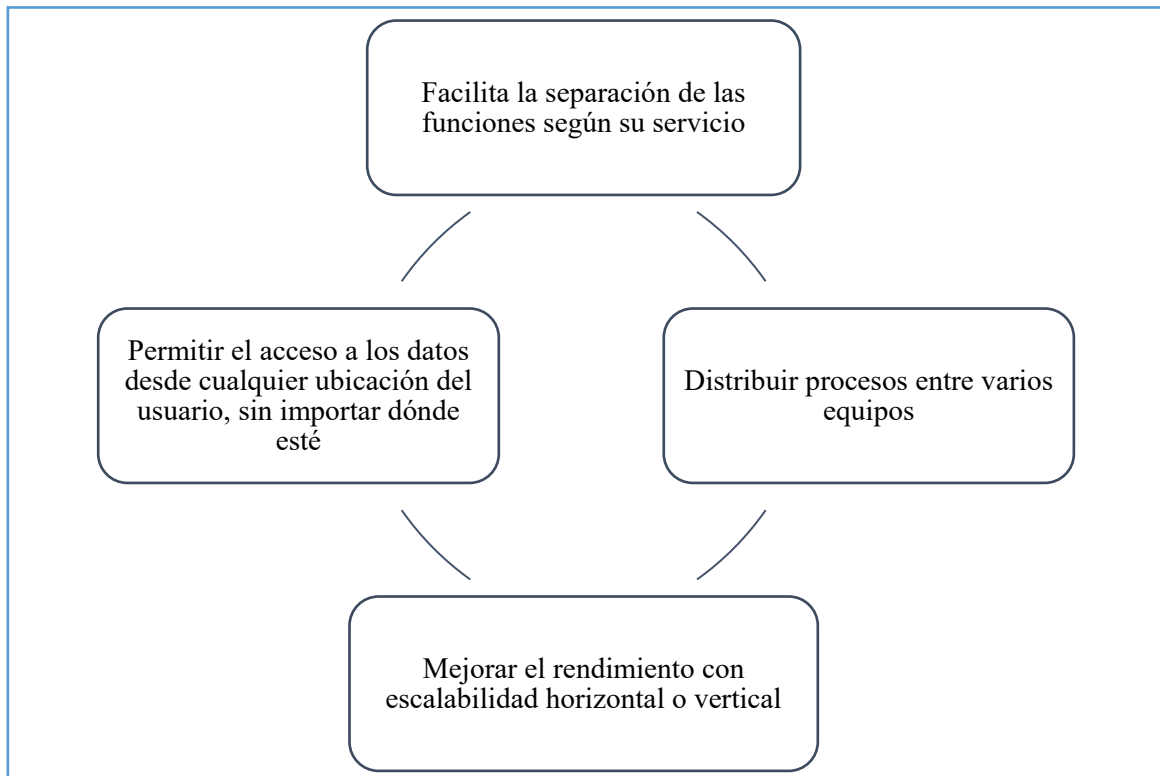 Facilita la separación de las
funciones según su servicio
Permitir el acceso a los datos
desde cualquier ubicación del
usuario, sin importar dónde
esté
Distribuir procesos entre varios
equipos
Mejorar el rendimiento con
escalabilidad horizontal o vertical